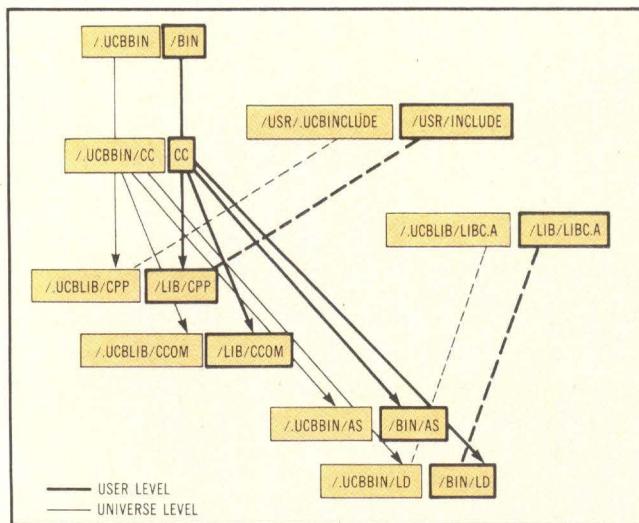 /.UCBBIN /BIN
/USR/.UCBINCLUDE /USR/INCLUDE
/.UCBBIN/CC CC
/.UCBLIB/LIBC.A /LIB/LIBC.A
/.UCBLIB/CPP /LIB/CPP
/.UCBLIB/CCOM /LIB/CCOM
/.UCBBIN/AS /BIN/AS
/.UCBBIN/LD /BIN/LD
USER LEVEL
UNIVERSE LEVEL